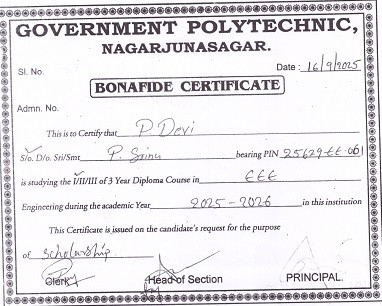 GOVERNMENT POLYTECHNIC,
NAGARJUNASAGAR.
Sl. No.
Date : 16/9/2025
BONAFIDE CERTIFICATE
Admn. No.
This is to Certify that P. Devi
S/o. D/o. Sri/Smt P. Srinu bearing PIN 25629-EE-061
is studying the I/II/III of 3 Year Diploma Course in EEE
Engineering during the academic Year 2025-2026 in this institution
This Certificate is issued on the candidate's request for the purpose
of scholarship.
Clerk Head of Section PRINCIPAL.